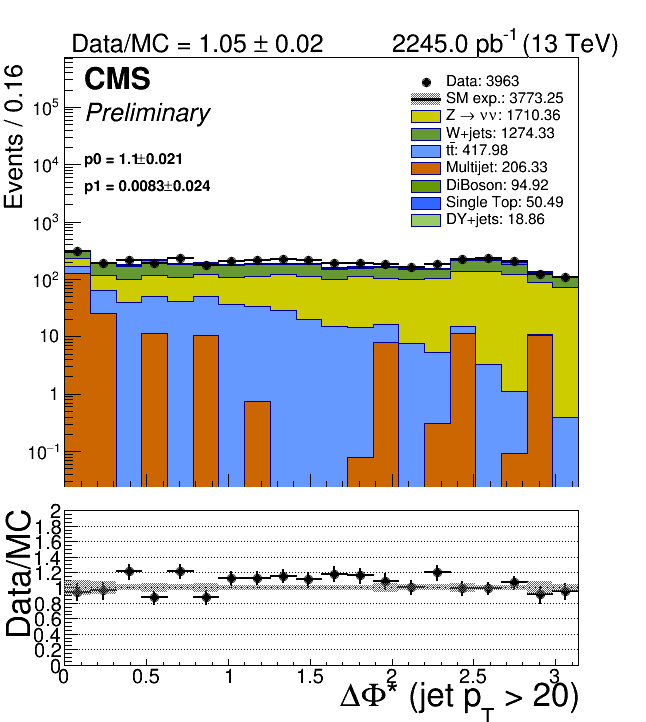 Data/MC = 1.05 ± 0.02 2245.0 pb⁻¹ (13 TeV)
CMS
Preliminary
p0 = 1.1±0.021
p1 = 0.0083±0.024
Data: 3963
SM exp.: 3773.25
Z → νν: 1710.36
W+jets: 1274.33
tt̄: 417.98
Multijet: 206.33
DiBoson: 94.92
Single Top: 50.49
DY+jets: 18.86
Events / 0.16
10⁵
10⁴
10³
10²
10
1
10⁻¹
Data/MC
2
1.8
1.6
1.4
1.2
1
0.8
0.6
0.4
0.2
0
0 0.5 1 1.5 2 2.5 3
ΔΦ* (jet p_T > 20)